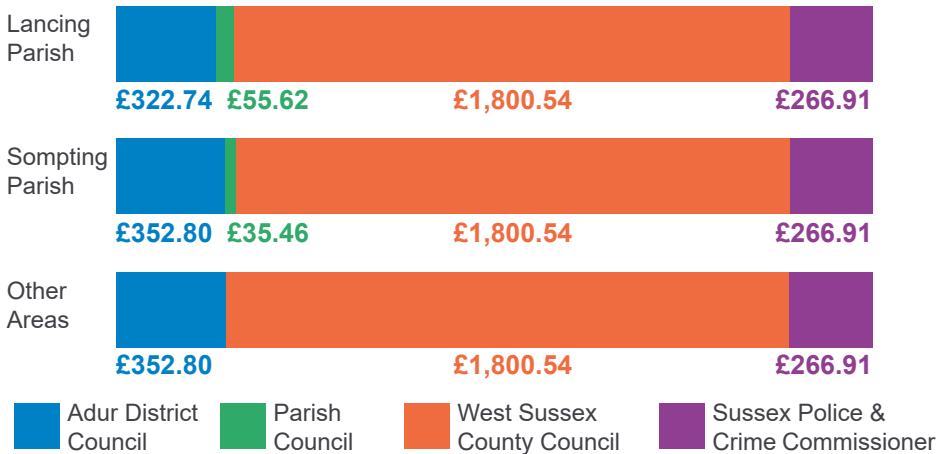 Lancing
Parish
£322.74 £55.62 £1,800.54 £266.91
Sompting
Parish
£352.80 £35.46 £1,800.54 £266.91
Other
Areas
£352.80 £1,800.54 £266.91
Adur District
Council
Parish
Council
West Sussex
County Council
Sussex Police &
Crime Commissioner